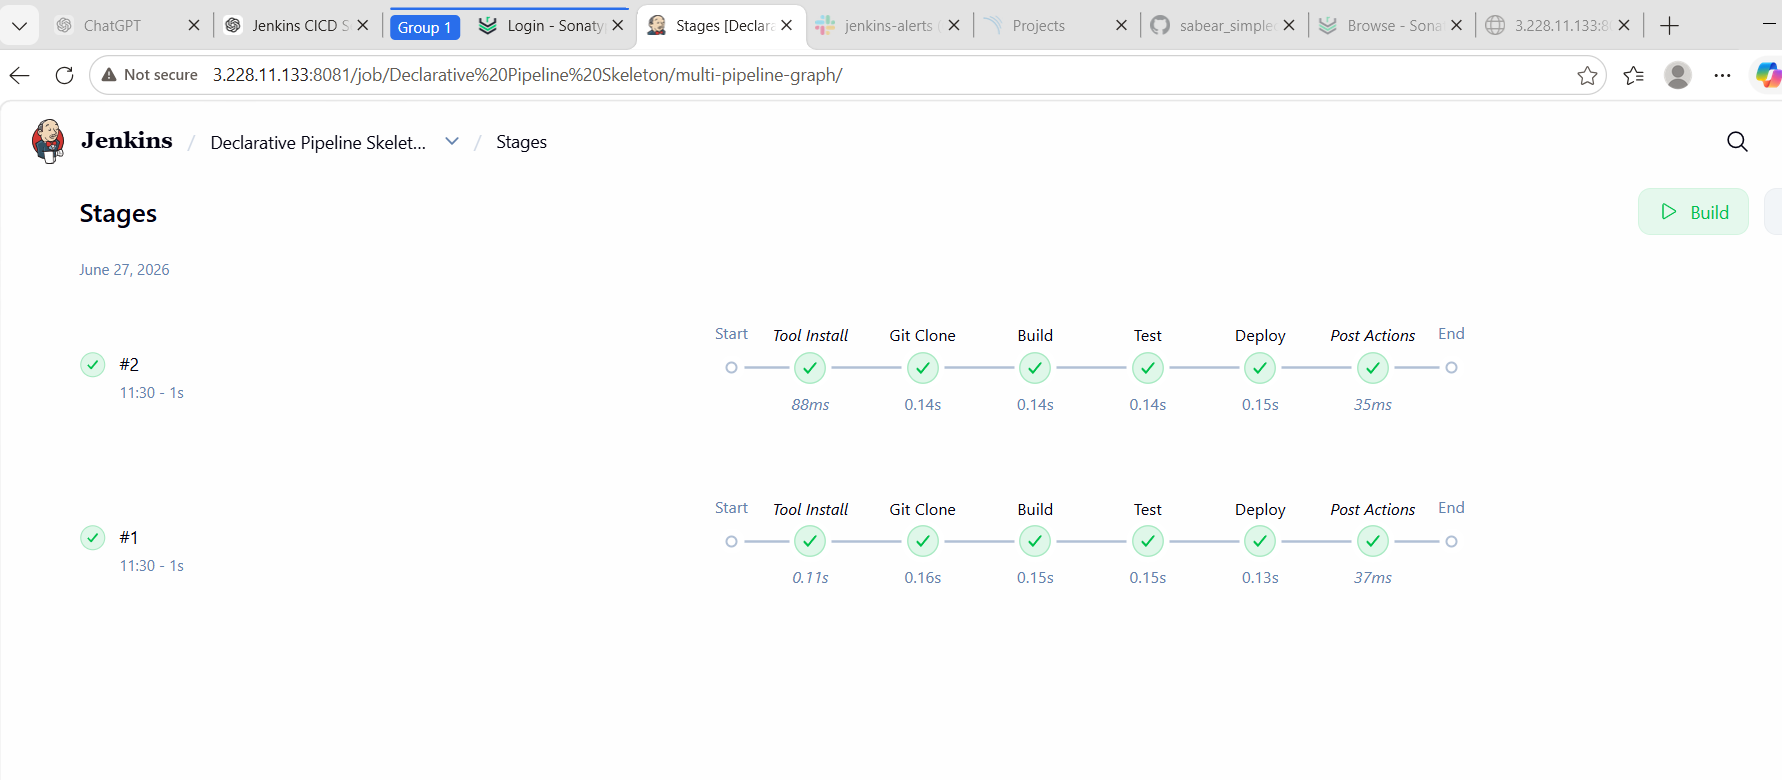 ChatGPT
Jenkins CICD S
Group 1
Login - Sonaty
Stages [Declara
jenkins-alerts (
Projects
sabear_simplec
Browse - Sonat
3.228.11.133:80
Not secure
3.228.11.133:8081/job/Declarative%20Pipeline%20Skeleton/multi-pipeline-graph/
Jenkins / Declarative Pipeline Skelet... / Stages
Stages
Build
June 27, 2026
Start Tool Install Git Clone Build Test Deploy Post Actions End
#2
11:30 - 1s
88ms 0.14s 0.14s 0.14s 0.15s 35ms
Start Tool Install Git Clone Build Test Deploy Post Actions End
#1
11:30 - 1s
0.11s 0.16s 0.15s 0.15s 0.13s 37ms